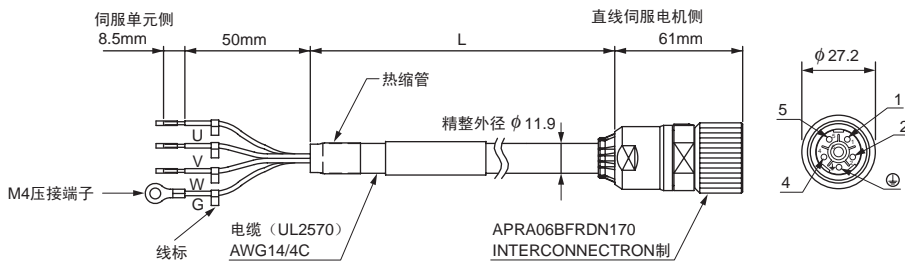 伺服单元侧
直线伺服电机侧
8.5mm
50mm
L
61mm
φ27.2
热缩管
精整外径 φ11.9
U
V
W
G
M4压接端子
线标
电缆（UL2570）
AWG14/4C
APRA06BFRDN170
INTERCONNECTRON制
5
1
2
4